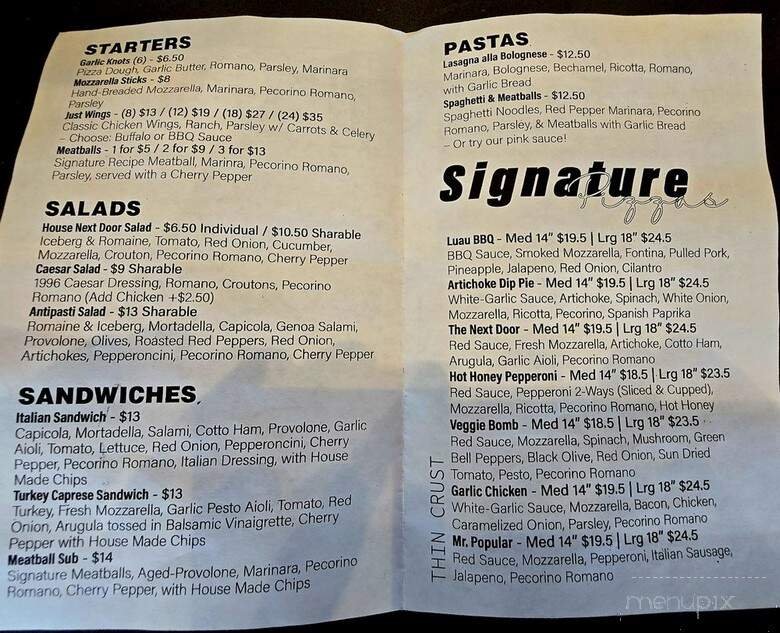 STARTERS
Garlic Knots (6) - $6.50
Pizza Dough, Garlic Butter, Romano, Parsley, Marinara
Mozzarella Sticks - $8
Hand-Breaded Mozzarella, Marinara, Pecorino Romano,
Parsley
Just Wings - (8) $13 / (12) $19 / (18) $27 / (24) $35
Classic Chicken Wings, Ranch, Parsley w/ Carrots & Celery
– Choose: Buffalo or BBQ Sauce
Meatballs - 1 for $5 / 2 for $9 / 3 for $13
Signature Recipe Meatball, Marinra, Pecorino Romano,
Parsley, served with a Cherry Pepper
SALADS
House Next Door Salad - $6.50 Individual / $10.50 Sharable
Iceberg & Romaine, Tomato, Red Onion, Cucumber,
Mozzarella, Crouton, Pecorino Romano, Cherry Pepper
Caesar Salad - $9 Sharable
1996 Caesar Dressing, Romano, Croutons, Pecorino
Romano (Add Chicken +$2.50)
Antipasti Salad - $13 Sharable
Romaine & Iceberg, Mortadella, Capicola, Genoa Salami,
Provolone, Olives, Roasted Red Peppers, Red Onion,
Artichokes, Pepperoncini, Pecorino Romano, Cherry Pepper
SANDWICHES
Italian Sandwich - $13
Capicola, Mortadella, Salami, Cotto Ham, Provolone, Garlic
Aioli, Tomato, Lettuce, Red Onion, Pepperoncini, Cherry
Pepper, Pecorino Romano, Italian Dressing, with House
Made Chips
Turkey Caprese Sandwich - $13
Turkey, Fresh Mozzarella, Garlic Pesto Aioli, Tomato, Red
Onion, Arugula tossed in Balsamic Vinaigrette, Cherry
Pepper with House Made Chips
Meatball Sub - $14
Signature Meatballs, Aged-Provolone, Marinara, Pecorino
Romano, Cherry Pepper, with House Made Chips
PASTAS
Lasagna alla Bolognese - $12.50
Marinara, Bolognese, Bechamel, Ricotta, Romano,
with Garlic Bread
Spaghetti & Meatballs - $12.50
Spaghetti Noodles, Red Pepper Marinara, Pecorino
Romano, Parsley, & Meatballs with Garlic Bread
– Or try our pink sauce!
Signature
Pizzas
Luau BBQ - Med 14" $19.5 | Lrg 18" $24.5
BBQ Sauce, Smoked Mozzarella, Fontina, Pulled Pork,
Pineapple, Jalapeno, Red Onion, Cilantro
Artichoke Dip Pie - Med 14" $19.5 | Lrg 18" $24.5
White-Garlic Sauce, Artichoke, Spinach, White Onion,
Mozzarella, Ricotta, Pecorino, Spanish Paprika
The Next Door - Med 14" $19.5 | Lrg 18" $24.5
Red Sauce, Fresh Mozzarella, Artichoke, Cotto Ham,
Arugula, Garlic Aioli, Pecorino Romano
Hot Honey Pepperoni - Med 14" $18.5 | Lrg 18" $23.5
Red Sauce, Pepperoni 2-Ways (Sliced & Cupped),
Mozzarella, Ricotta, Pecorino Romano, Hot Honey
Veggie Bomb - Med 14" $18.5 | Lrg 18" $23.5
Red Sauce, Mozzarella, Spinach, Mushroom, Green
Bell Peppers, Black Olive, Red Onion, Sun Dried
Tomato, Pesto, Pecorino Romano
Garlic Chicken - Med 14" $19.5 | Lrg 18" $24.5
White-Garlic Sauce, Mozzarella, Bacon, Chicken,
Caramelized Onion, Parsley, Pecorino Romano
Mr. Popular - Med 14" $19.5 | Lrg 18" $24.5
Red Sauce, Mozzarella, Pepperoni, Italian Sausage,
Jalapeno, Pecorino Romano
THIN CRUST
menupix